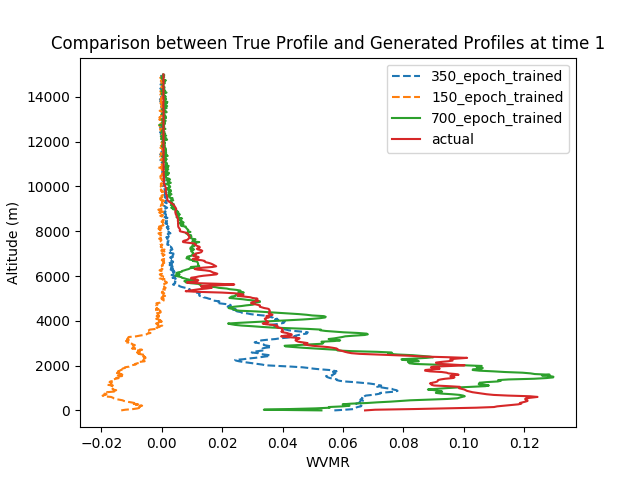 Comparison between True Profile and Generated Profiles at time 1
350_epoch_trained
150_epoch_trained
700_epoch_trained
actual
Altitude (m)
14000
12000
10000
8000
6000
4000
2000
0
−0.02
0.00
0.02
0.04
0.06
0.08
0.10
0.12
WVMR